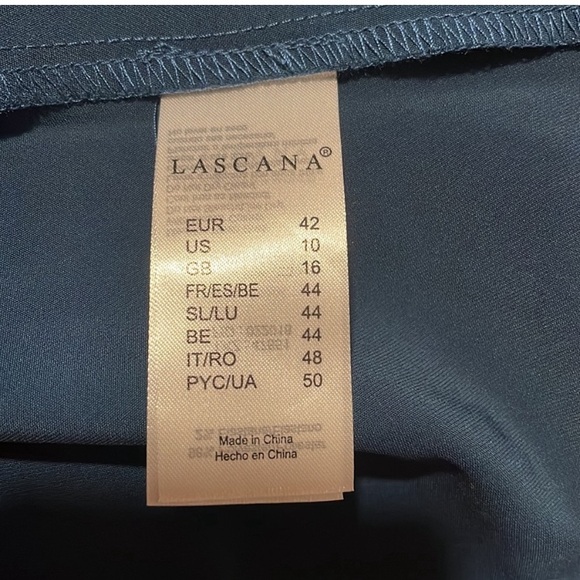 LASCANA®
EUR 42
US 10
GB 16
FR/ES/BE 44
SL/LU 44
BE 44
IT/RO 48
PYC/UA 50
Made in China
Hecho en China